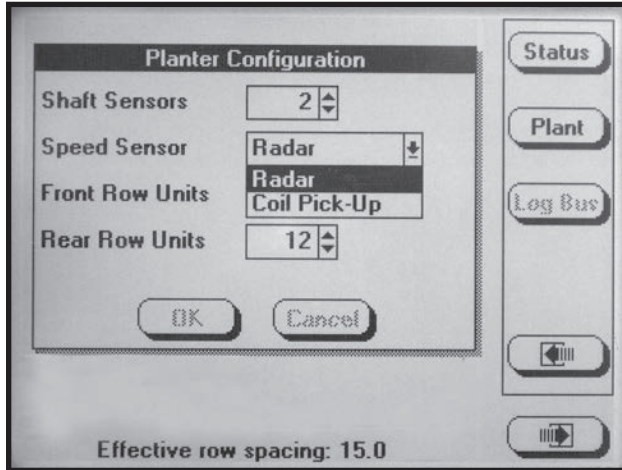 Planter Configuration
Shaft Sensors 2
Speed Sensor Radar
Radar
Front Row Units Coil Pick-Up
Rear Row Units 12
OK Cancel
Effective row spacing: 15.0
Status
Plant
Log Bus